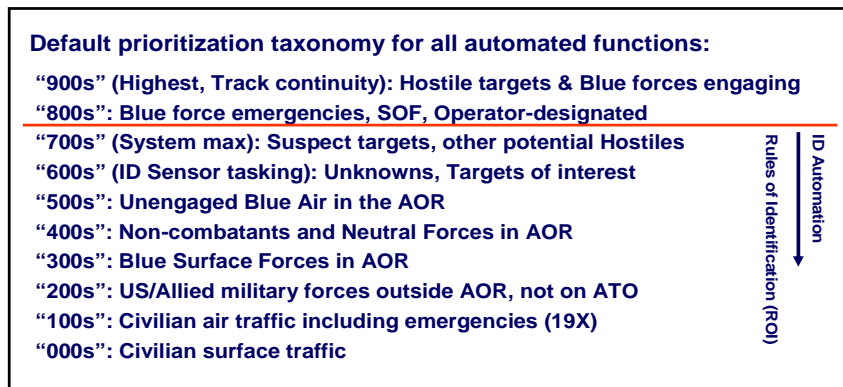 Default prioritization taxonomy for all automated functions:
“900s” (Highest, Track continuity): Hostile targets & Blue forces engaging
“800s”: Blue force emergencies, SOF, Operator-designated
“700s” (System max): Suspect targets, other potential Hostiles
“600s” (ID Sensor tasking): Unknowns, Targets of interest
“500s”: Unengaged Blue Air in the AOR
“400s”: Non-combatants and Neutral Forces in AOR
“300s”: Blue Surface Forces in AOR
“200s”: US/Allied military forces outside AOR, not on ATO
“100s”: Civilian air traffic including emergencies (19X)
“000s”: Civilian surface traffic
ID Automation
Rules of Identification (ROI)